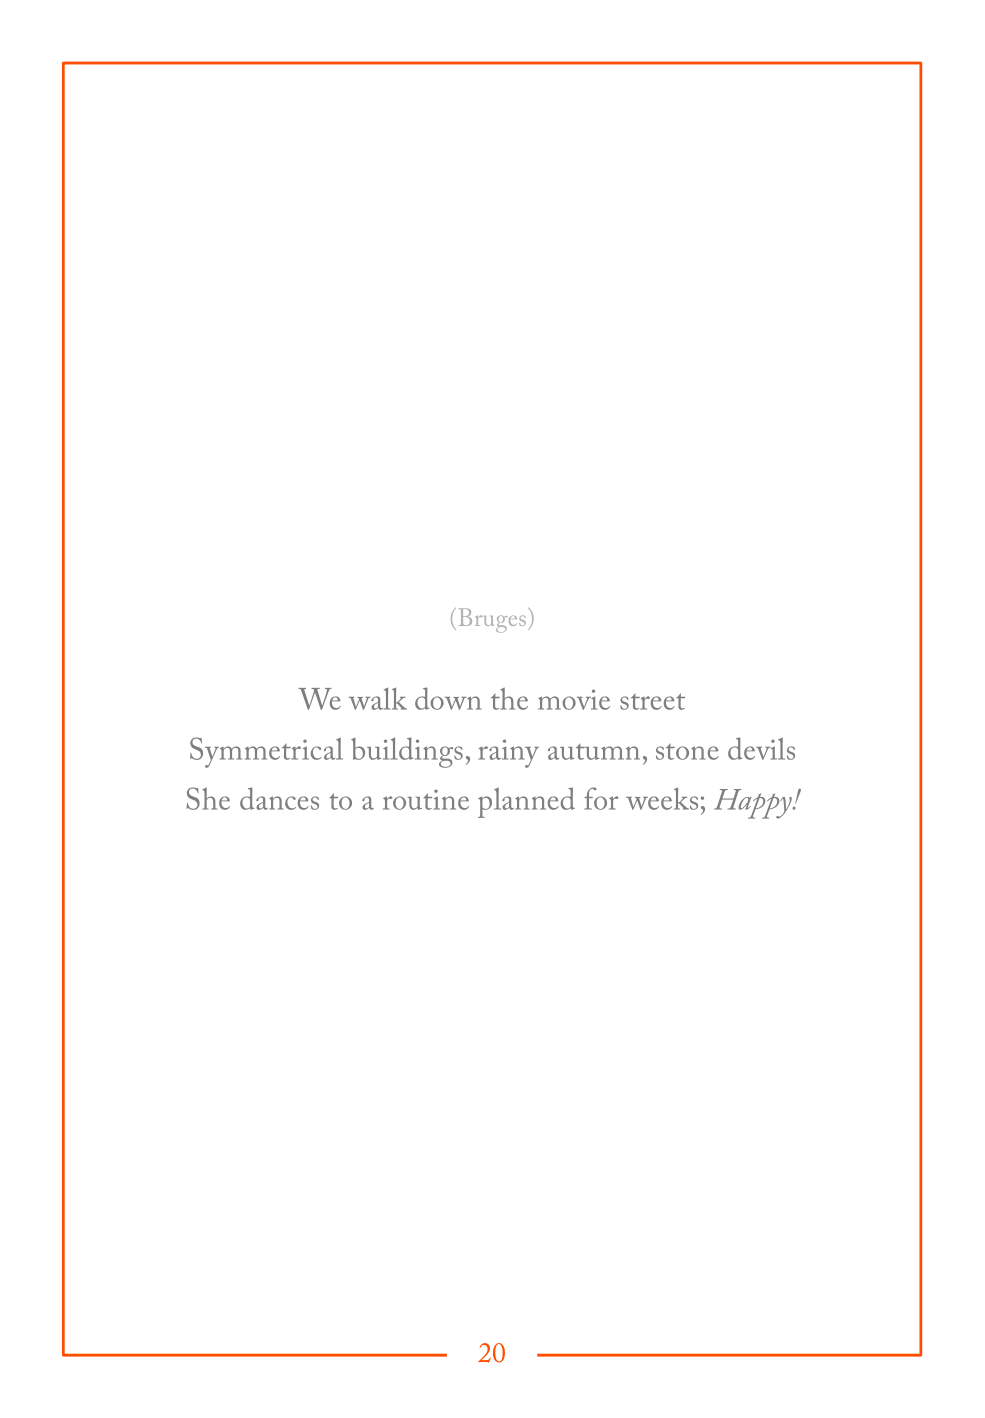 (Bruges)
We walk down the movie street
Symmetrical buildings, rainy autumn, stone devils
She dances to a routine planned for weeks; Happy!
20